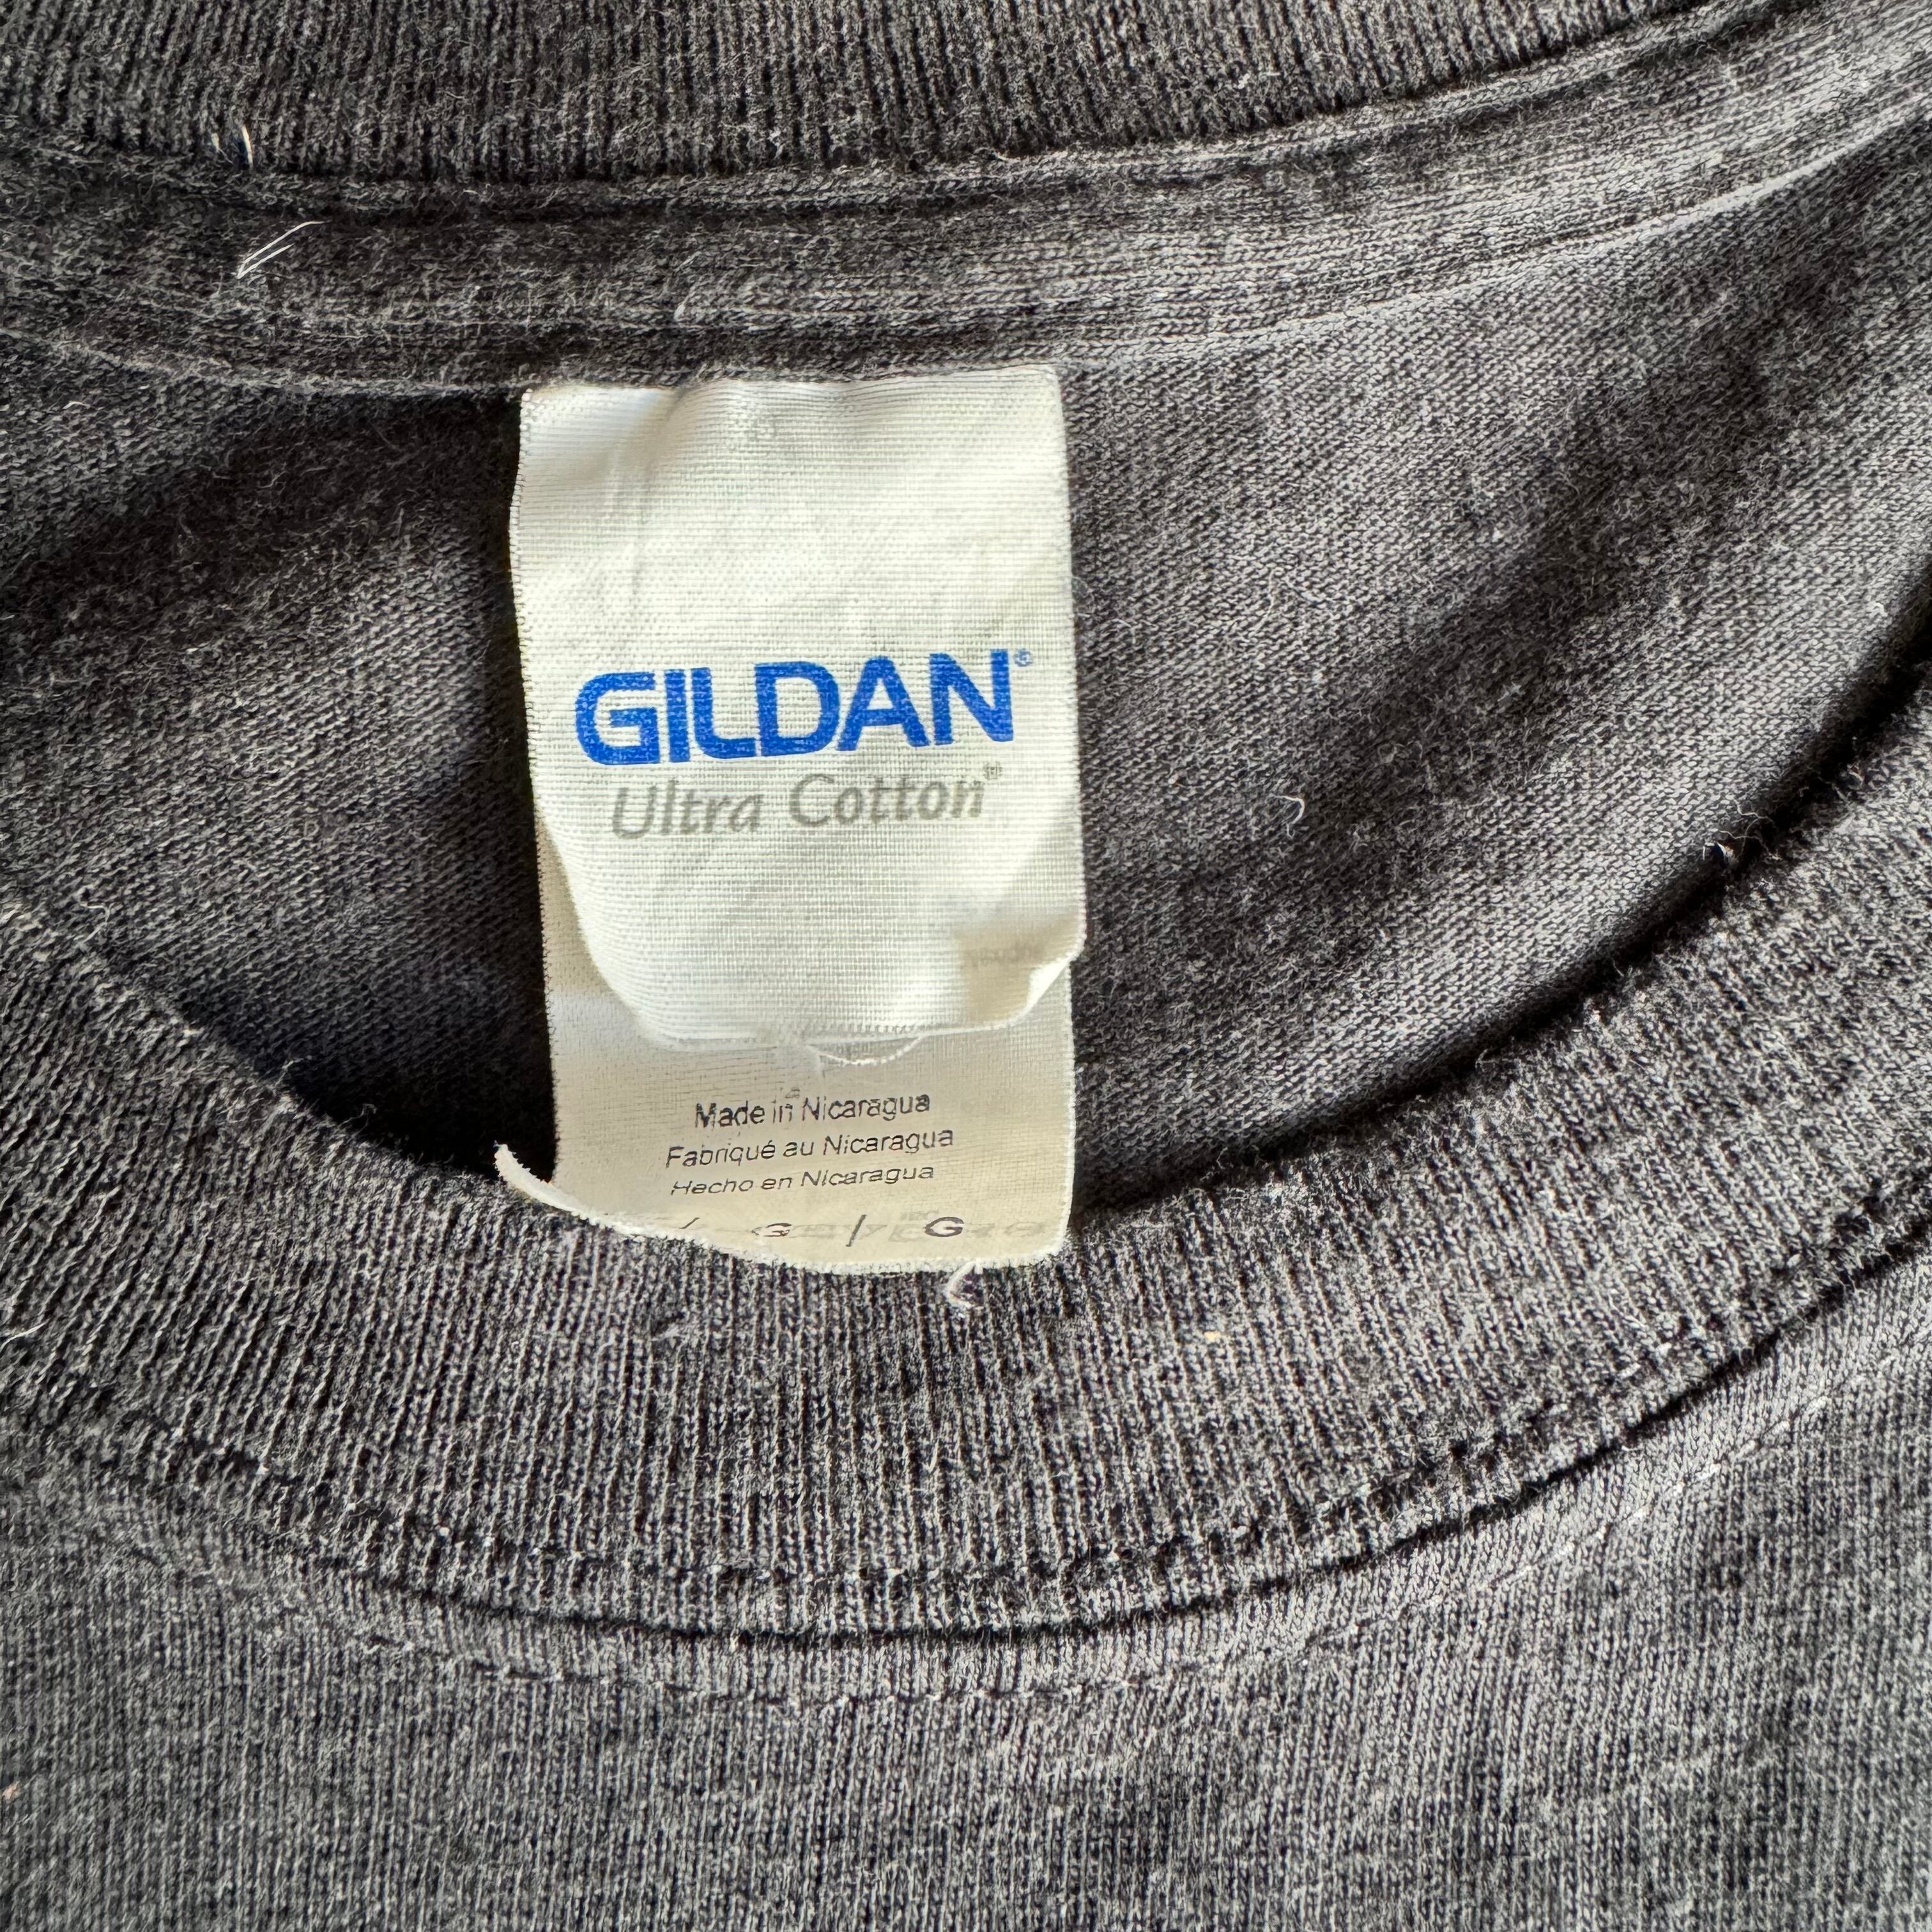 GILDAN®
Ultra Cotton®
Made in Nicaragua
Fabriqué au Nicaragua
Hecho en Nicaragua
/ G / G